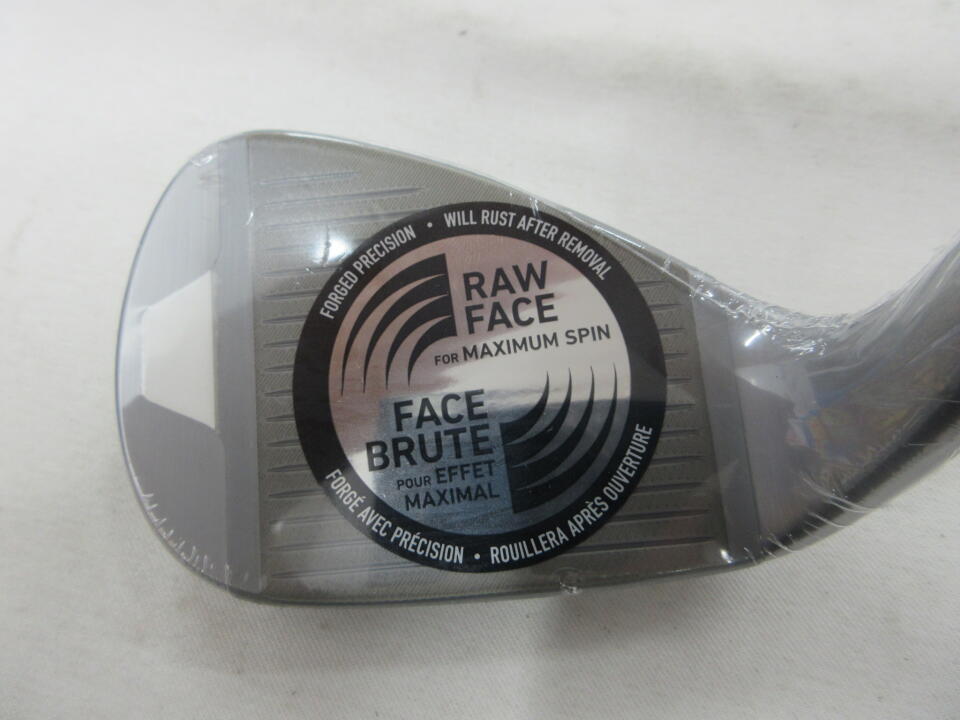 FORGED PRECISION • WILL RUST AFTER REMOVAL
RAW
FACE
FOR MAXIMUM SPIN
FACE
BRUTE
POUR EFFET
MAXIMAL
FORGÉ AVEC PRÉCISION • ROUILLERA APRÈS OUVERTURE